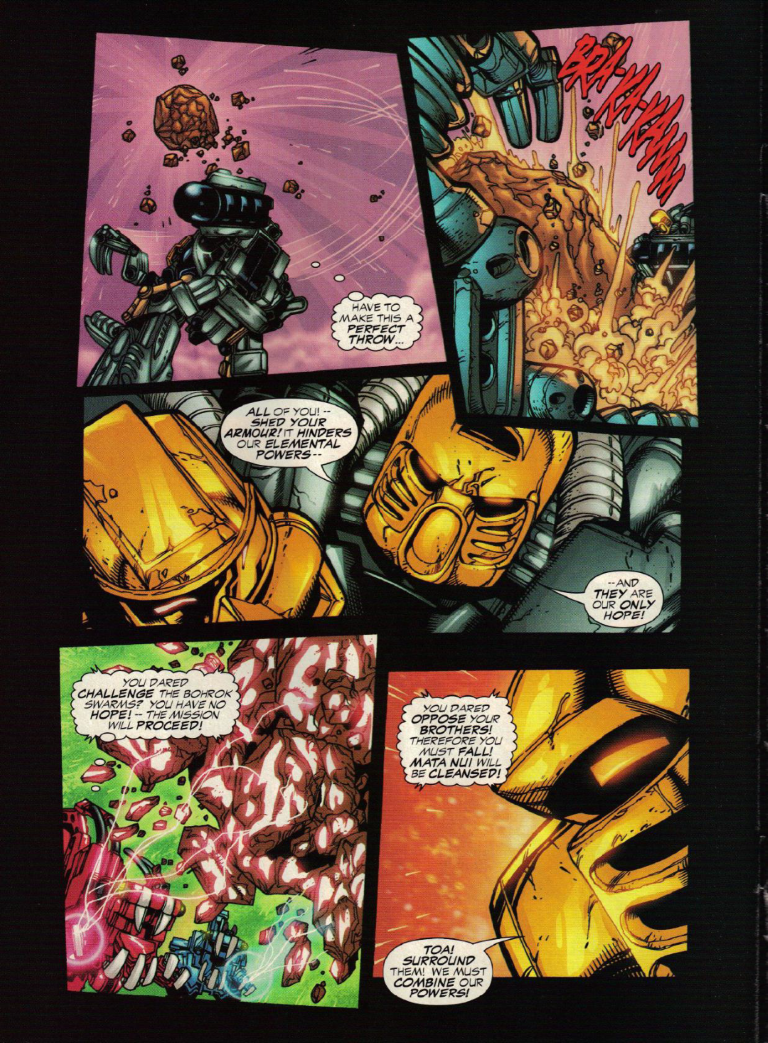 HAVE TO
MAKE THIS A
PERFECT
THROW...
BRA-KA-KAMM
ALL OF YOU! --
SHED YOUR
ARMOUR! IT HINDERS
OUR ELEMENTAL
POWERS--
--AND
THEY ARE
OUR ONLY
HOPE!
YOU DARED
CHALLENGE THE BOHROK
SWARMS? YOU HAVE NO
HOPE! -- THE MISSION
WILL PROCEED!
YOU DARED
OPPOSE YOUR
BROTHERS!
THEREFORE YOU
MUST FALL!
MATA NUI WILL
BE CLEANSED!
TOA!
SURROUND
THEM! WE MUST
COMBINE OUR
POWERS!